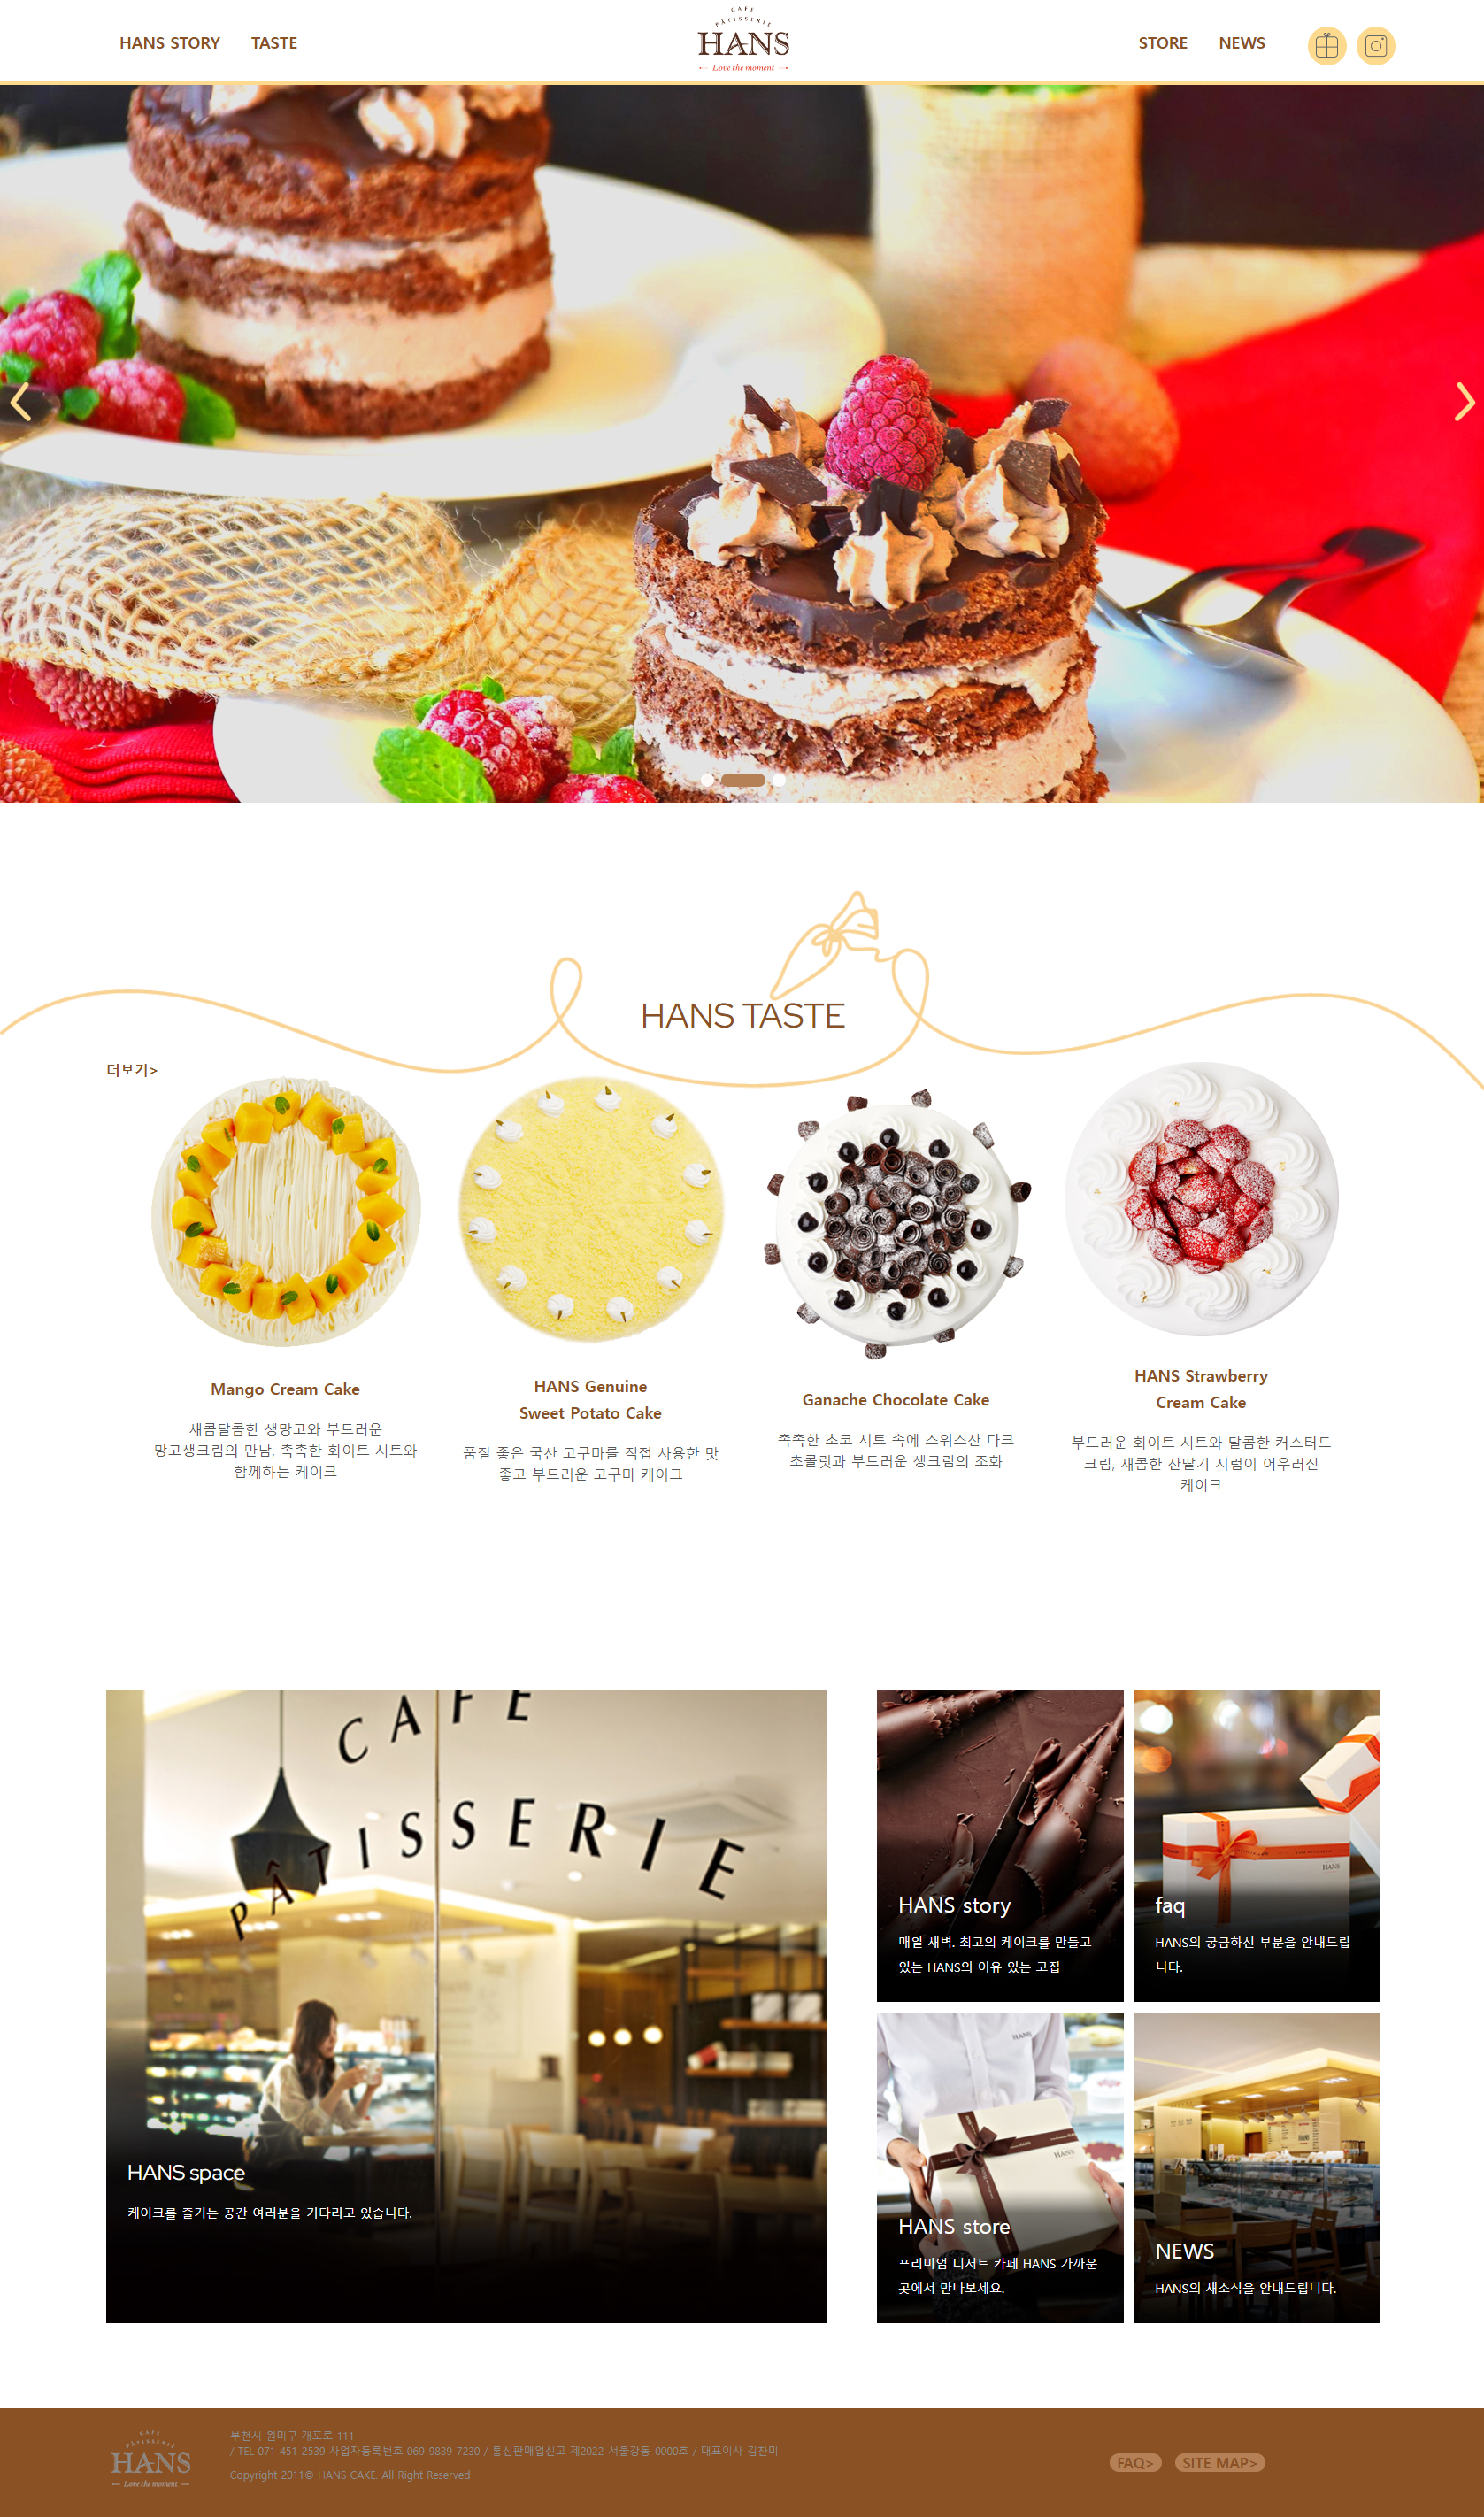 HANS STORY
TASTE
CAFE
PÂTISSERIE
HANS
Love the moment
STORE
NEWS
HANS TASTE
더보기>
Mango Cream Cake
새콤달콤한 생망고와 부드러운
망고생크림의 만남, 촉촉한 화이트 시트와
함께하는 케이크
HANS Genuine
Sweet Potato Cake
품질 좋은 국산 고구마를 직접 사용한 맛
좋고 부드러운 고구마 케이크
Ganache Chocolate Cake
촉촉한 초코 시트 속에 스위스산 다크
초콜릿과 부드러운 생크림의 조화
HANS Strawberry
Cream Cake
부드러운 화이트 시트와 달콤한 커스터드
크림, 새콤한 산딸기 시럽이 어우러진
케이크
CAFE
PÂTISSERIE
HANS space
케이크를 즐기는 공간 여러분을 기다리고 있습니다.
HANS story
매일 새벽. 최고의 케이크를 만들고
있는 HANS의 이유 있는 고집
HANS
faq
HANS의 궁금하신 부분을 안내드립
니다.
HANS
HANS
HANS store
프리미엄 디저트 카페 HANS 가까운
곳에서 만나보세요.
NEWS
HANS의 새소식을 안내드립니다.
CAFE
PÂTISSERIE
HANS
Love the moment
부천시 원미구 개포로 111
/ TEL 071-451-2539 사업자등록번호 069-9839-7230 / 통신판매업신고 제2022-서울강동-0000호 / 대표이사 김잔미
Copyright 2011© HANS CAKE. All Right Reserved
FAQ>
SITE MAP>